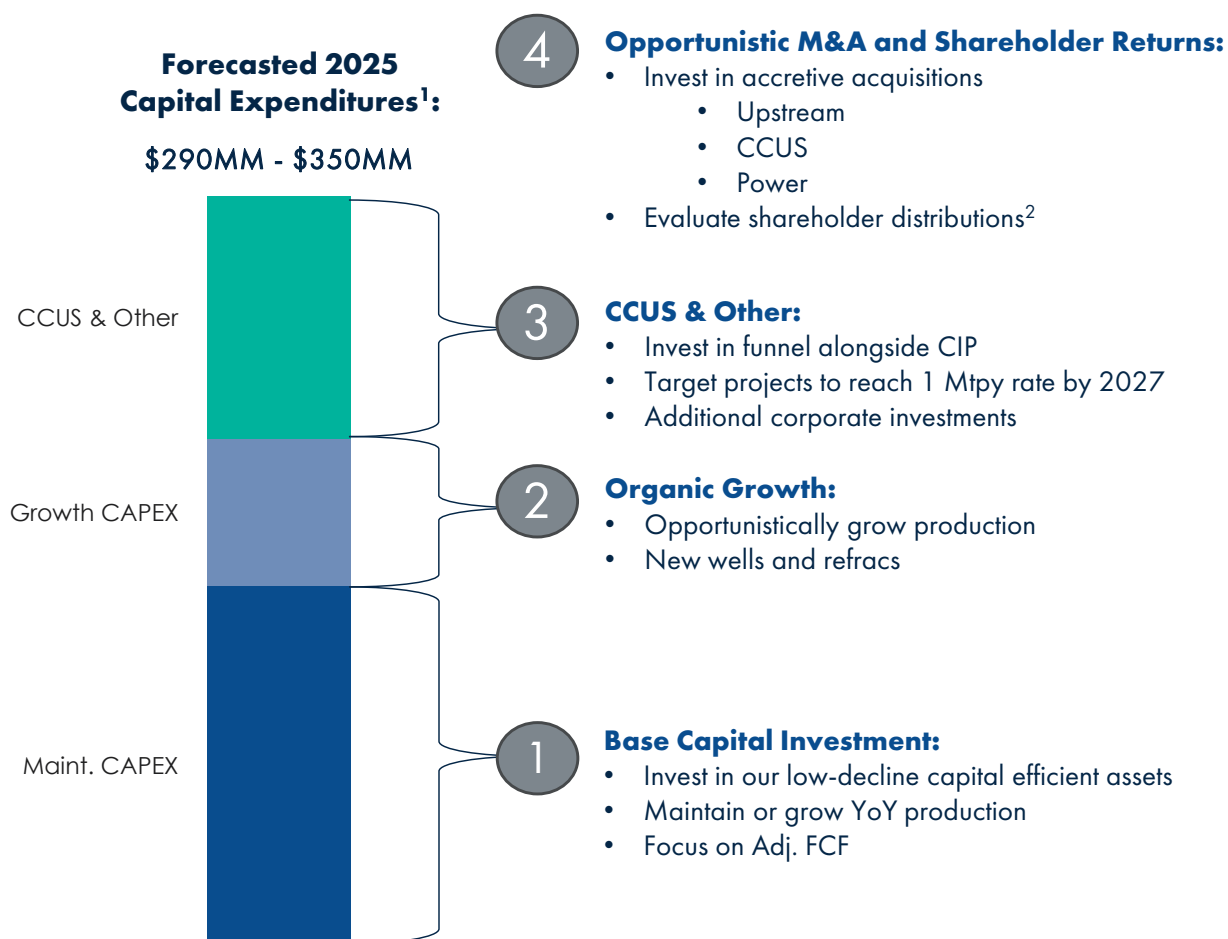 Forecasted 2025
Capital Expenditures¹:
$290MM - $350MM
CCUS & Other
Growth CAPEX
Maint. CAPEX
4
Opportunistic M&A and Shareholder Returns:
• Invest in accretive acquisitions
• Upstream
• CCUS
• Power
• Evaluate shareholder distributions²
3
CCUS & Other:
• Invest in funnel alongside CIP
• Target projects to reach 1 Mtpy rate by 2027
• Additional corporate investments
2
Organic Growth:
• Opportunistically grow production
• New wells and refracs
1
Base Capital Investment:
• Invest in our low-decline capital efficient assets
• Maintain or grow YoY production
• Focus on Adj. FCF